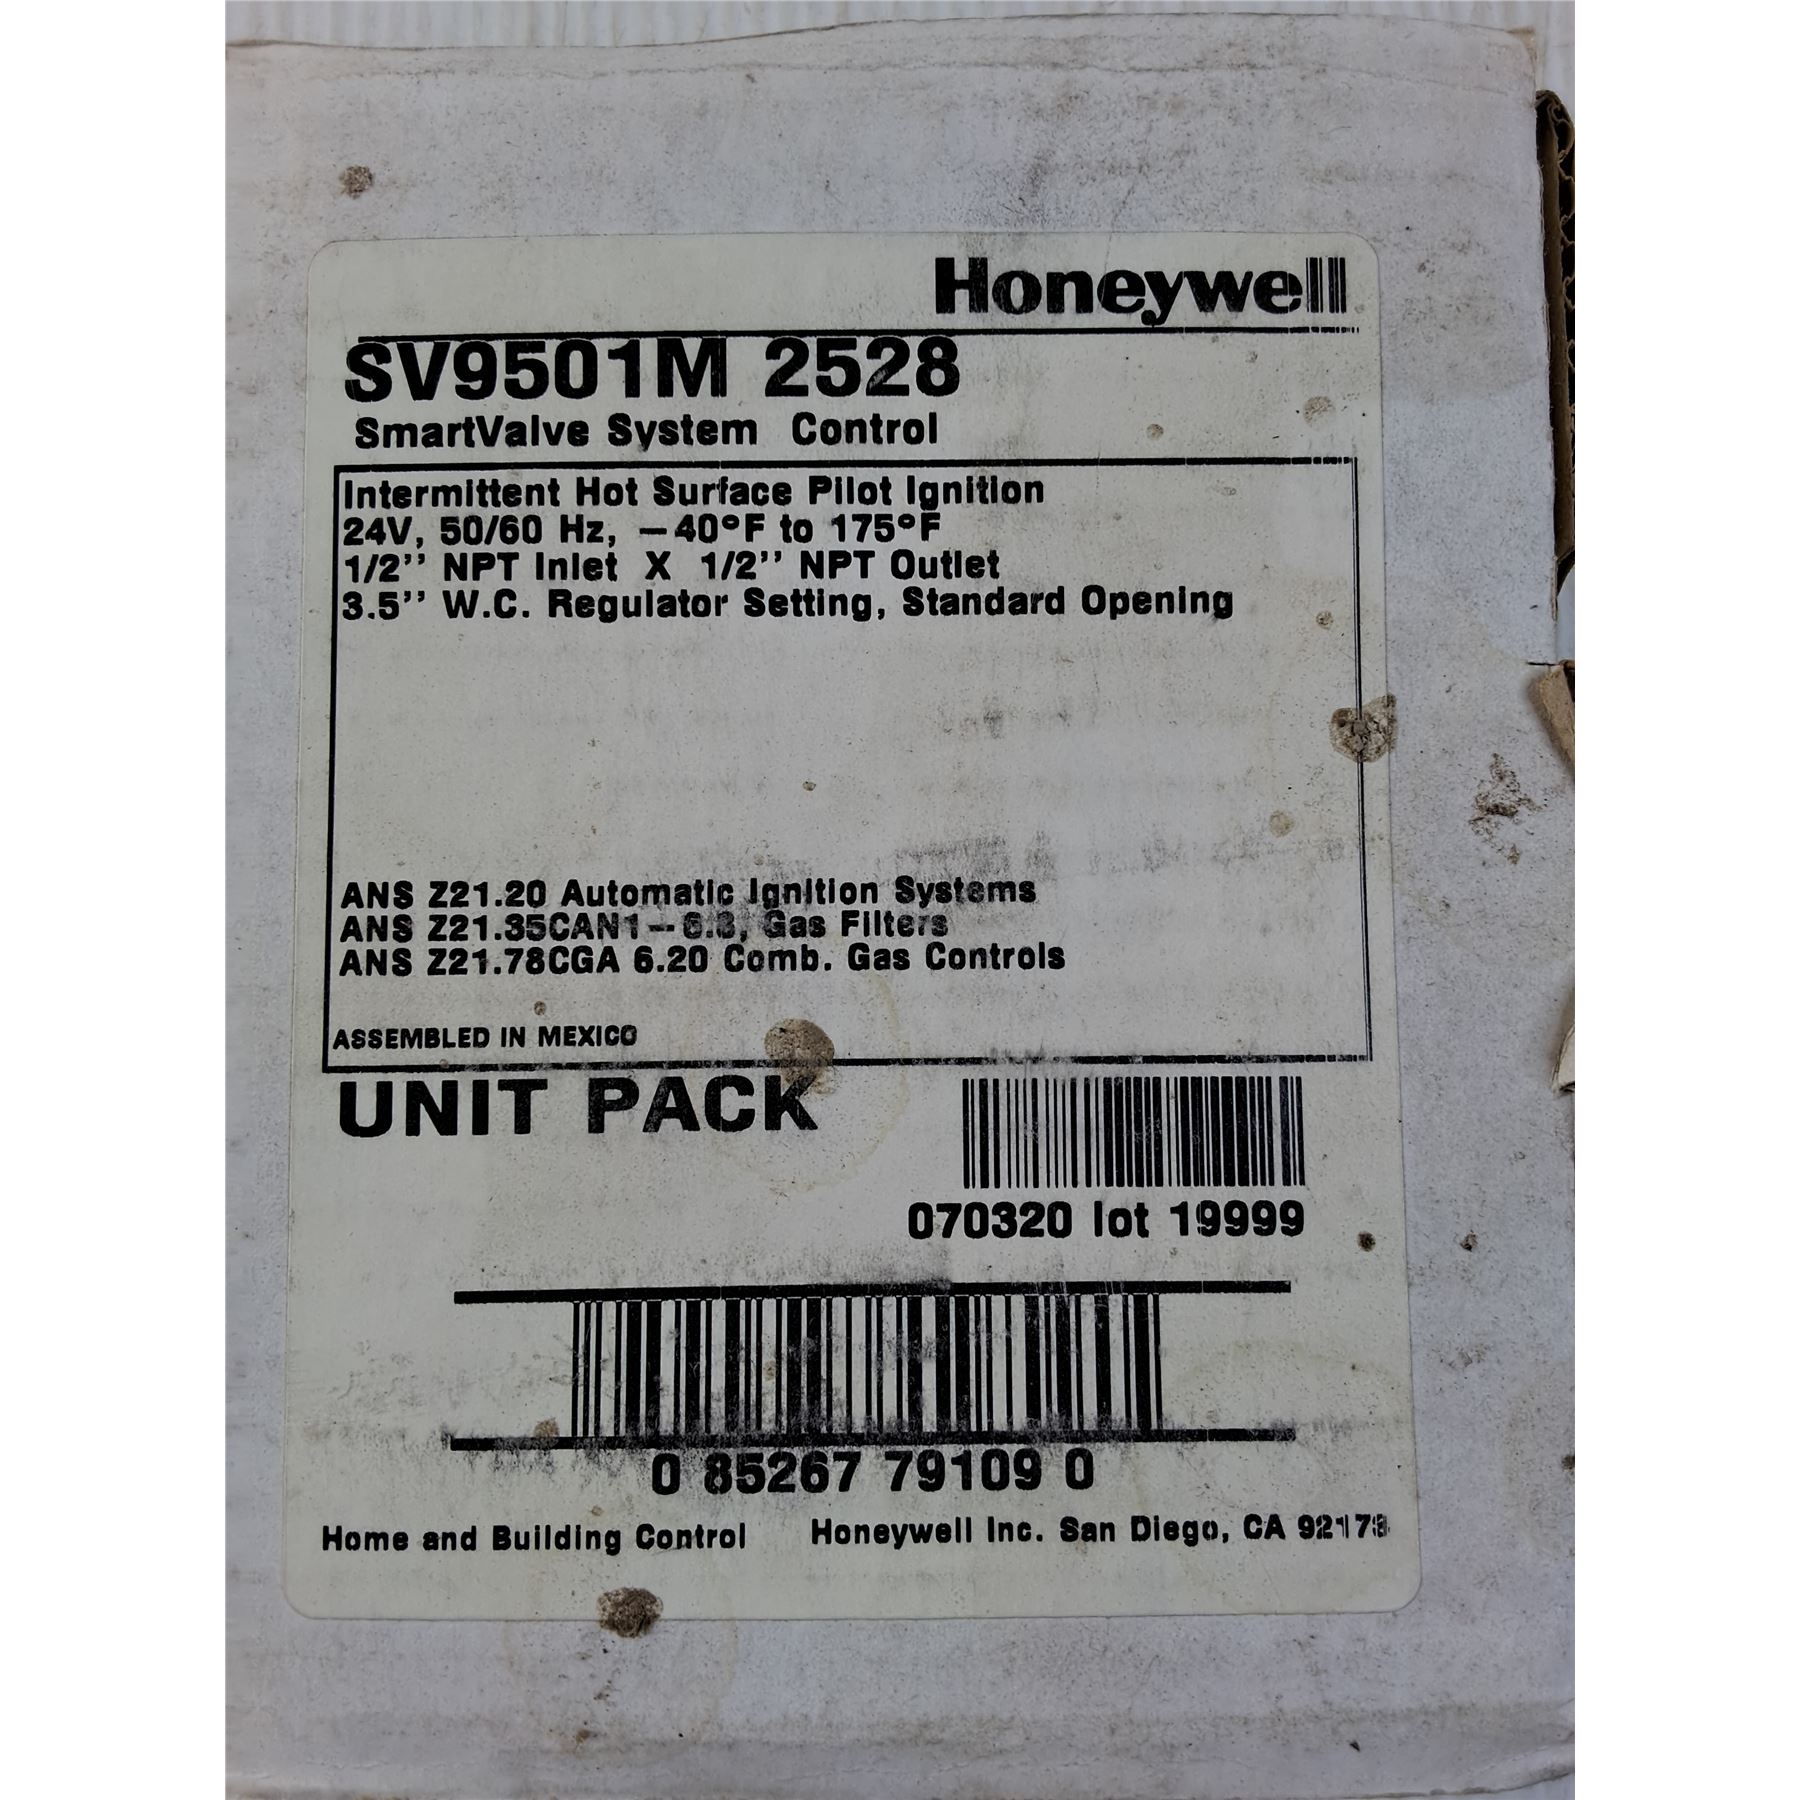 Honeywell
SV9501M 2528
SmartValve System Control
Intermittent Hot Surface Pilot Ignition
24V, 50/60 Hz, −40°F to 175°F
1/2'' NPT Inlet X 1/2'' NPT Outlet
3.5'' W.C. Regulator Setting, Standard Opening
ANS Z21.20 Automatic Ignition Systems
ANS Z21.35CAN1-- 6.3, Gas Filters
ANS Z21.78CGA 6.20 Comb. Gas Controls
ASSEMBLED IN MEXICO
UNIT PACK
070320 lot 19999
0 85267 79109 0
Home and Building Control Honeywell Inc. San Diego, CA